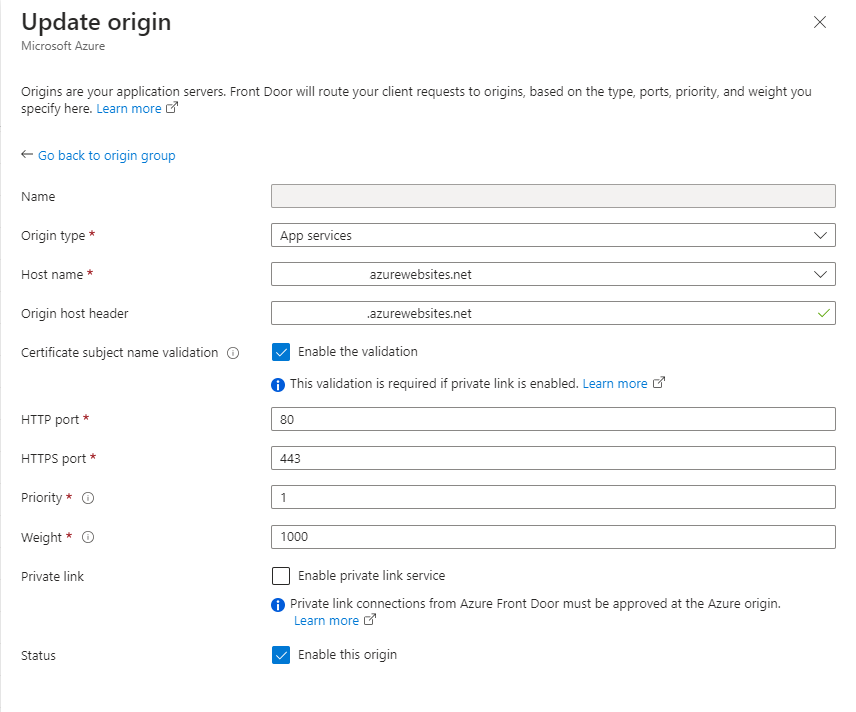 Update origin
Microsoft Azure
Origins are your application servers. Front Door will route your client requests to origins, based on the type, ports, priority, and weight you
specify here. Learn more
Go back to origin group
Name
Origin type * App services
Host name * azurewebsites.net
Origin host header .azurewebsites.net
Certificate subject name validation Enable the validation
This validation is required if private link is enabled. Learn more
HTTP port * 80
HTTPS port * 443
Priority * 1
Weight * 1000
Private link Enable private link service
Private link connections from Azure Front Door must be approved at the Azure origin.
Learn more
Status Enable this origin